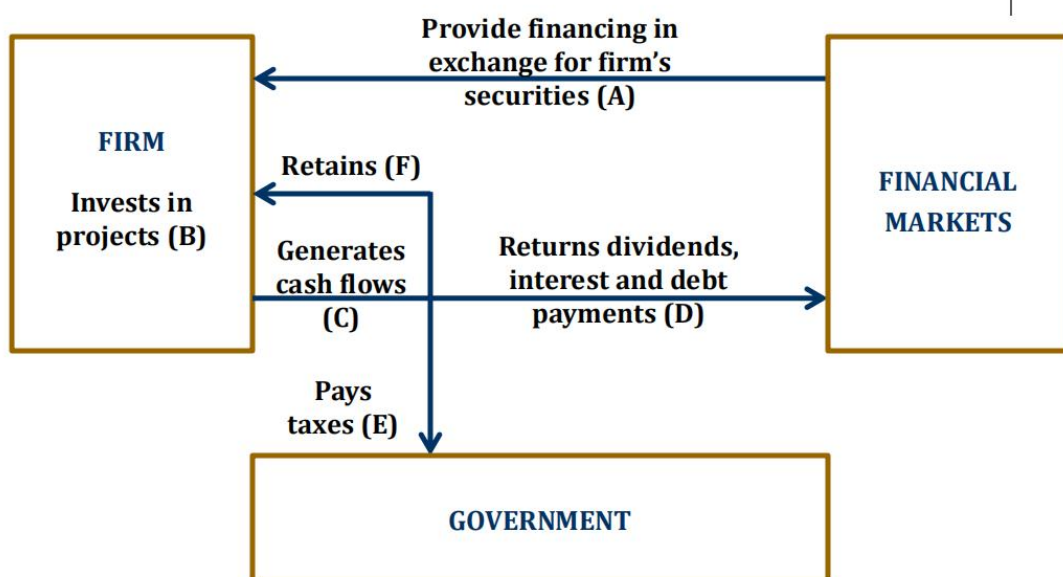 Provide financing in
exchange for firm's
securities (A)
FIRM
Invests in
projects (B)
Retains (F)
FINANCIAL
MARKETS
Generates
cash flows
(C)
Returns dividends,
interest and debt
payments (D)
Pays
taxes (E)
GOVERNMENT